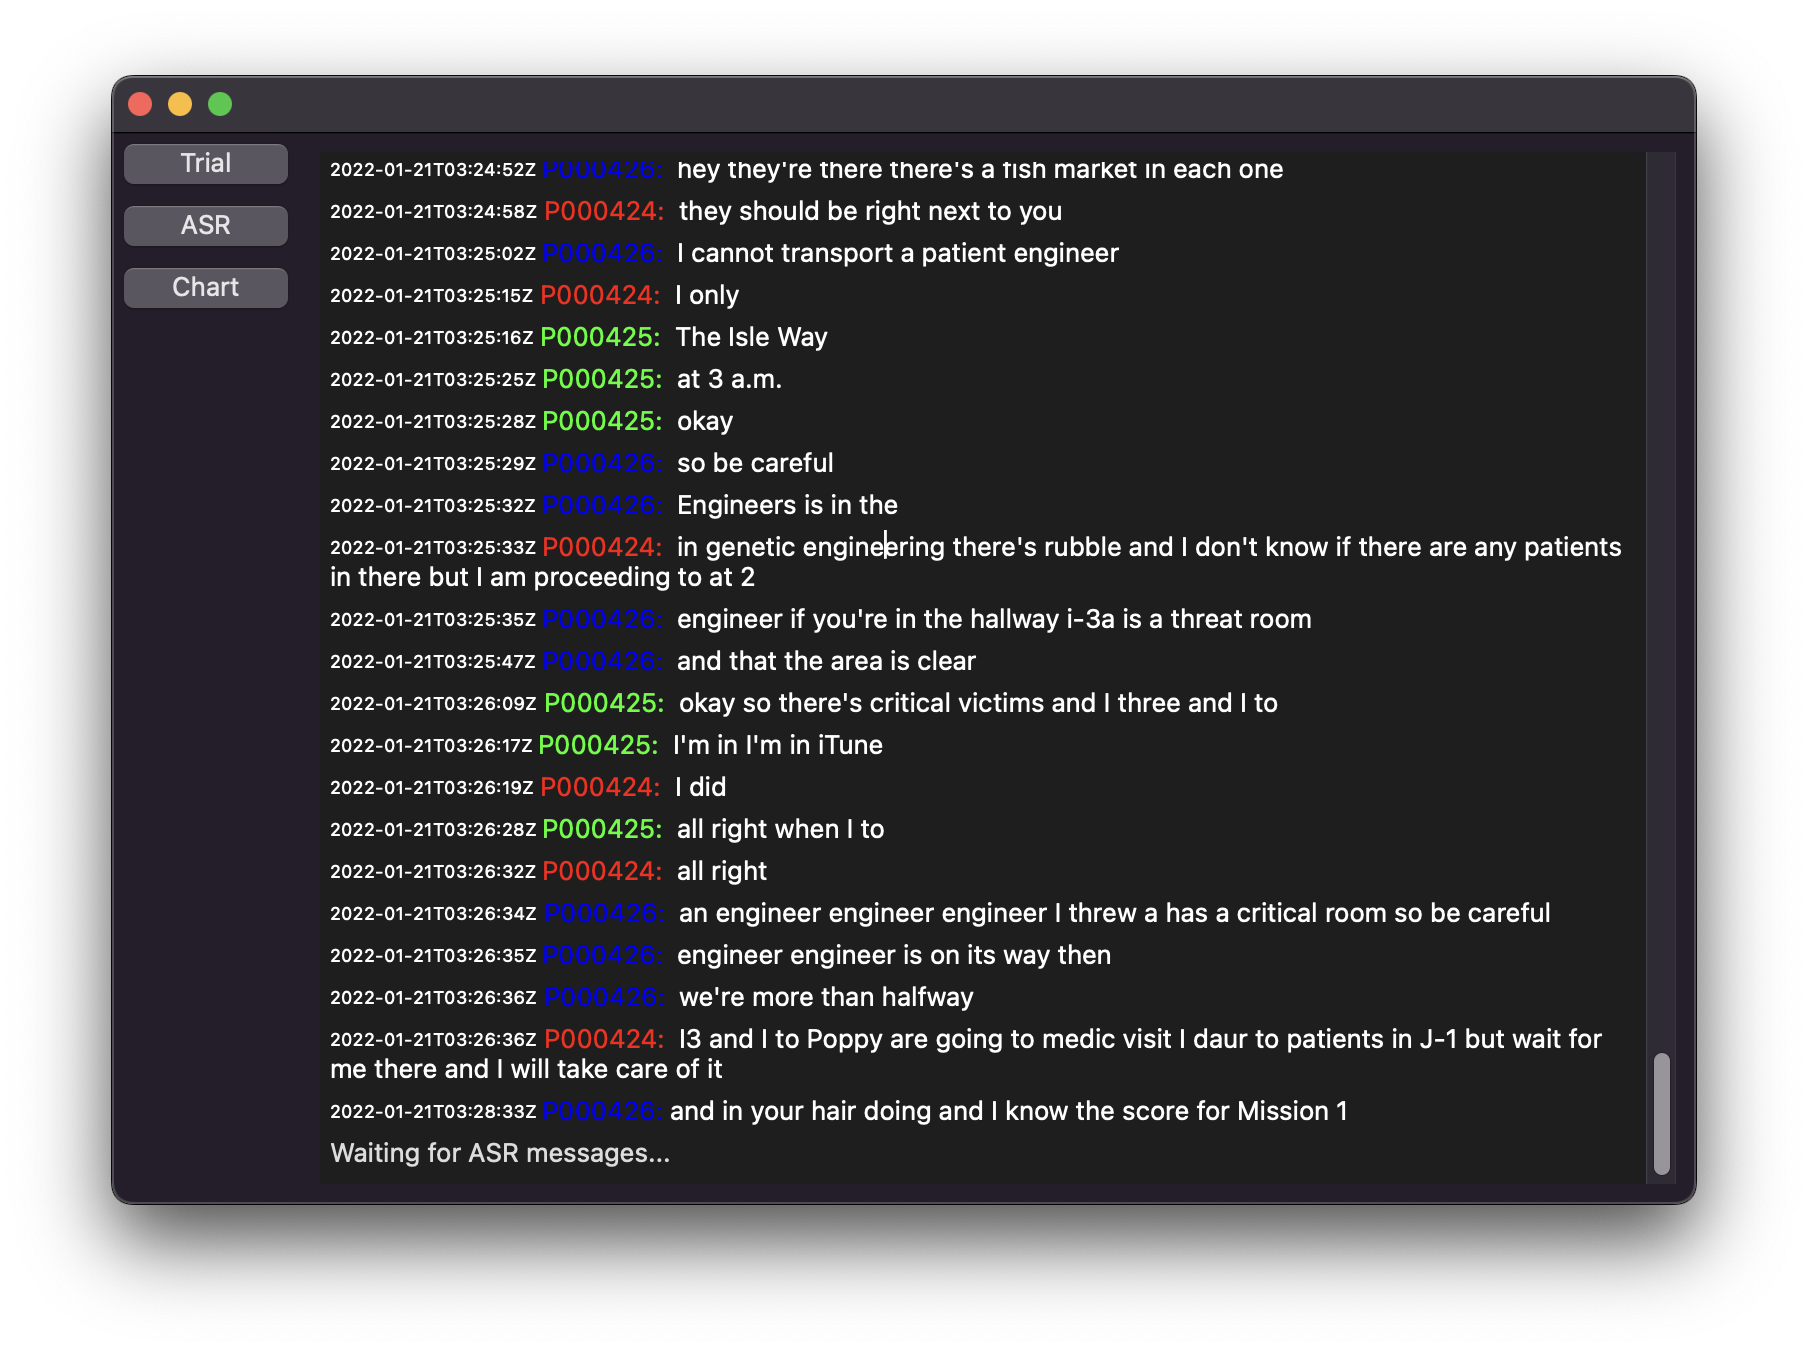 Trial
ASR
Chart
2022-01-21T03:24:52Z P000426: hey they're there there's a fish market in each one
2022-01-21T03:24:58Z P000424: they should be right next to you
2022-01-21T03:25:02Z P000426: I cannot transport a patient engineer
2022-01-21T03:25:15Z P000424: I only
2022-01-21T03:25:16Z P000425: The Isle Way
2022-01-21T03:25:25Z P000425: at 3 a.m.
2022-01-21T03:25:28Z P000425: okay
2022-01-21T03:25:29Z P000426: so be careful
2022-01-21T03:25:32Z P000426: Engineers is in the
2022-01-21T03:25:33Z P000424: in genetic engineering there's rubble and I don't know if there are any patients
in there but I am proceeding to at 2
2022-01-21T03:25:35Z P000426: engineer if you're in the hallway i-3a is a threat room
2022-01-21T03:25:47Z P000426: and that the area is clear
2022-01-21T03:26:09Z P000425: okay so there's critical victims and I three and I to
2022-01-21T03:26:17Z P000425: I'm in I'm in iTune
2022-01-21T03:26:19Z P000424: I did
2022-01-21T03:26:28Z P000425: all right when I to
2022-01-21T03:26:32Z P000424: all right
2022-01-21T03:26:34Z P000426: an engineer engineer engineer I threw a has a critical room so be careful
2022-01-21T03:26:35Z P000426: engineer engineer is on its way then
2022-01-21T03:26:36Z P000426: we're more than halfway
2022-01-21T03:26:36Z P000424: I3 and I to Poppy are going to medic visit I daur to patients in J-1 but wait for
me there and I will take care of it
2022-01-21T03:28:33Z P000426: and in your hair doing and I know the score for Mission 1
Waiting for ASR messages...